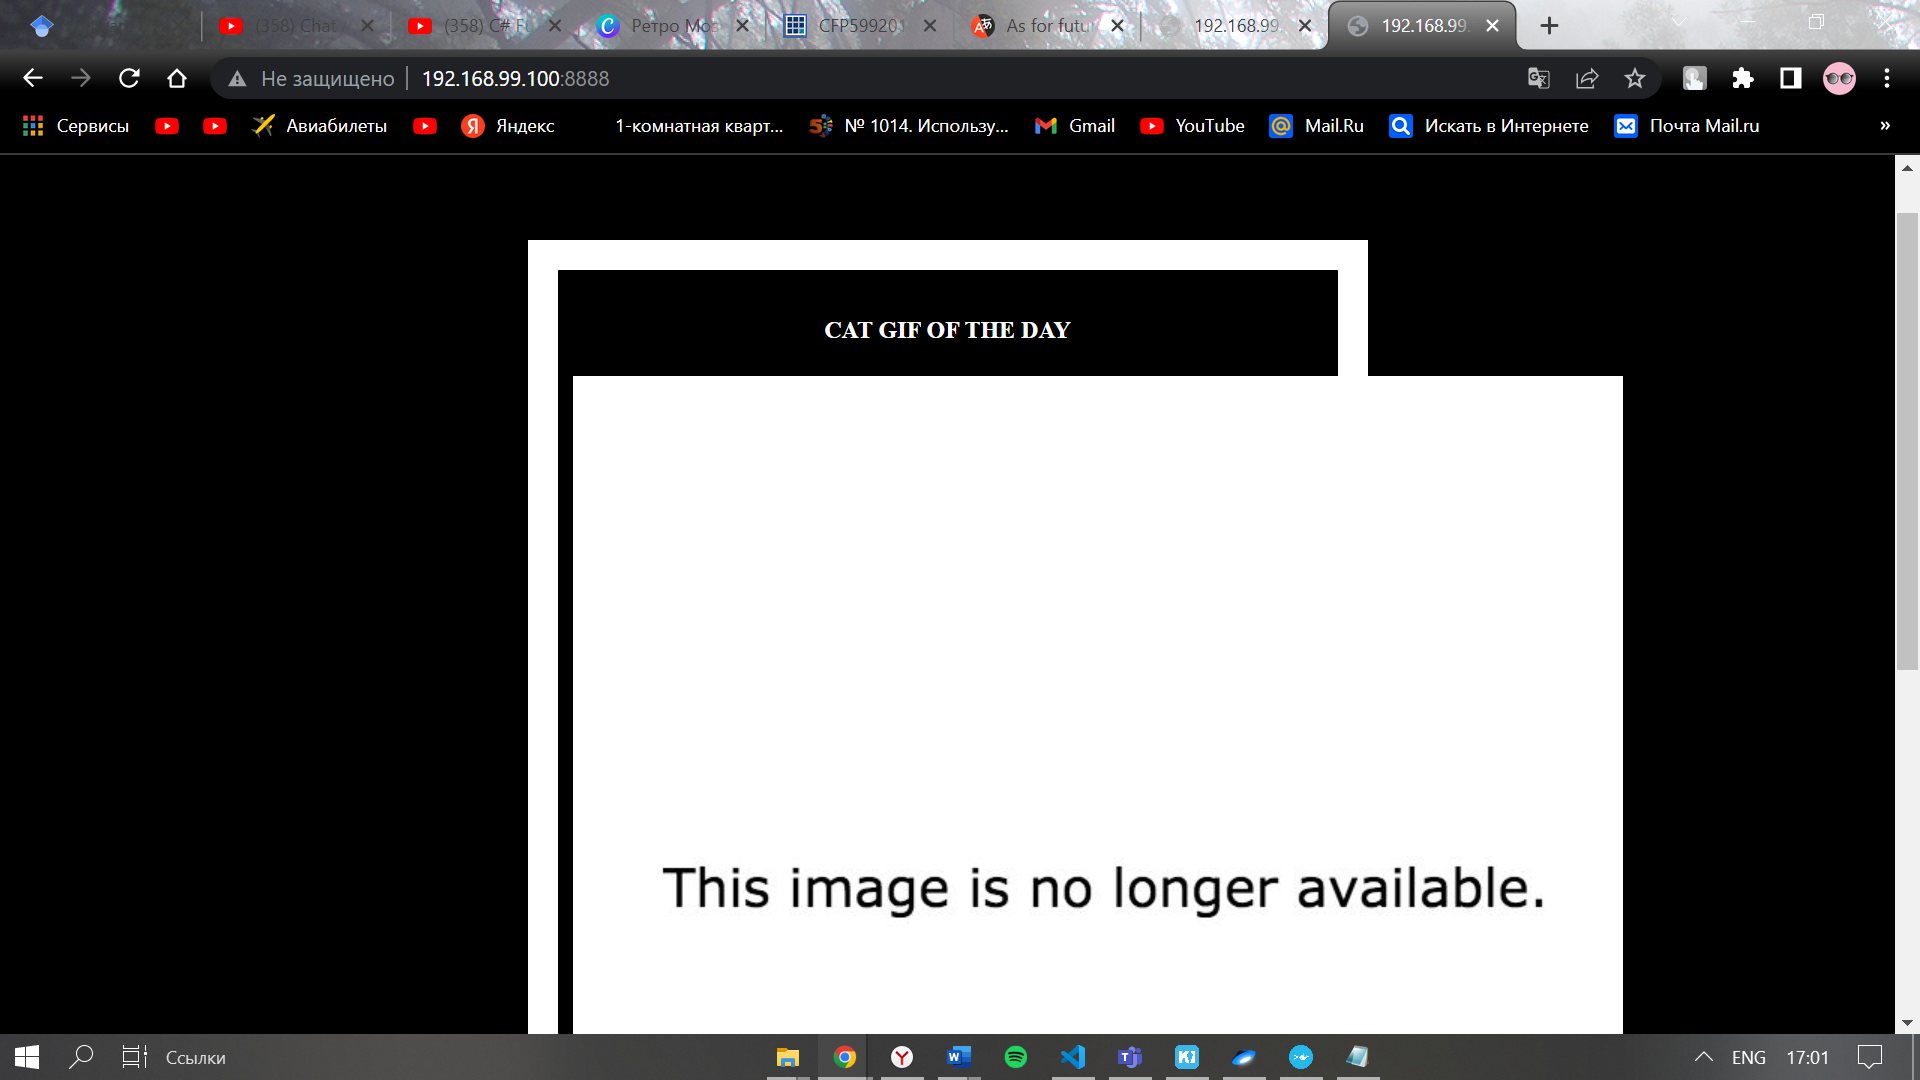 (358) Chat
(358) C# F
Ретро Мо
CFP59920
As for futu
192.168.99.
192.168.99.
Не защищено
192.168.99.100:8888
Сервисы
Авиабилеты
Яндекс
1-комнатная кварт...
№ 1014. Использу...
Gmail
YouTube
Mail.Ru
Искать в Интернете
Почта Mail.ru
»
CAT GIF OF THE DAY
This image is no longer available.
Ссылки
ENG
17:01